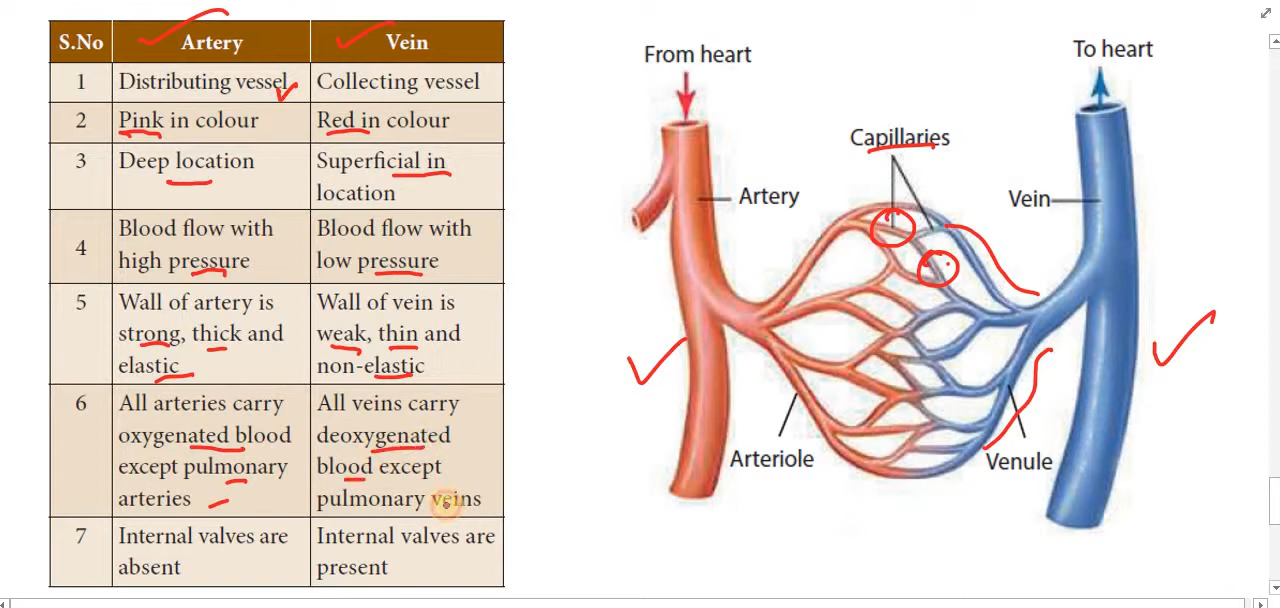 S.No Artery Vein
1 Distributing vessel Collecting vessel
2 Pink in colour Red in colour
3 Deep location Superficial in
location
4 Blood flow with Blood flow with
high pressure low pressure
5 Wall of artery is Wall of vein is
strong, thick and weak, thin and
elastic non-elastic
6 All arteries carry All veins carry
oxygenated blood deoxygenated
except pulmonary blood except
arteries pulmonary veins
7 Internal valves are Internal valves are
absent present
From heart
To heart
Capillaries
Artery
Vein
Arteriole
Venule